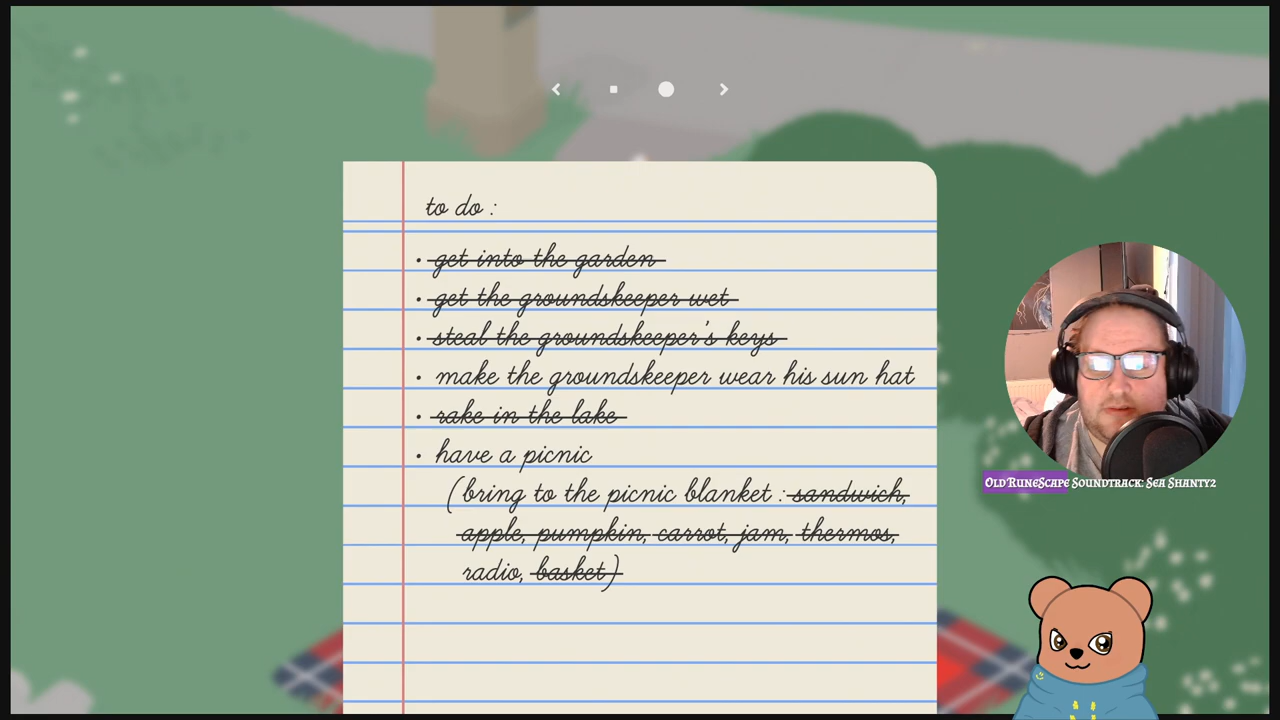 to do :
• get into the garden
• get the groundskeeper wet
• steal the groundskeeper's keys
• make the groundskeeper wear his sun hat
• rake in the lake
• have a picnic
(bring to the picnic blanket : sandwich,
apple, pumpkin, carrot, jam, thermos,
radio, basket)
Old RuneScape Soundtrack: Sea Shanty2